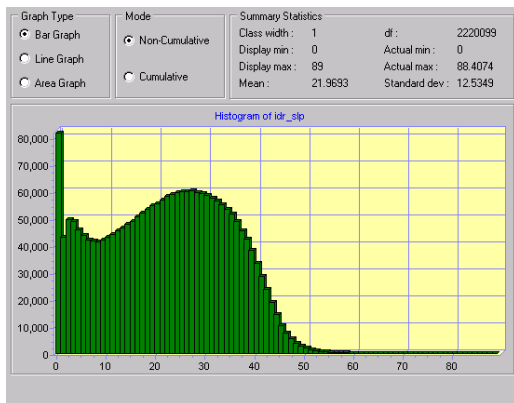 Graph Type
Bar Graph
Line Graph
Area Graph
Mode
Non-Cumulative
Cumulative
Summary Statistics
Class width : 1 df : 2220099
Display min : 0 Actual min : 0
Display max : 89 Actual max : 88.4074
Mean : 21.9693 Standard dev : 12.5349
Histogram of idr_slp
80,000
70,000
60,000
50,000
40,000
30,000
20,000
10,000
0
0 10 20 30 40 50 60 70 80